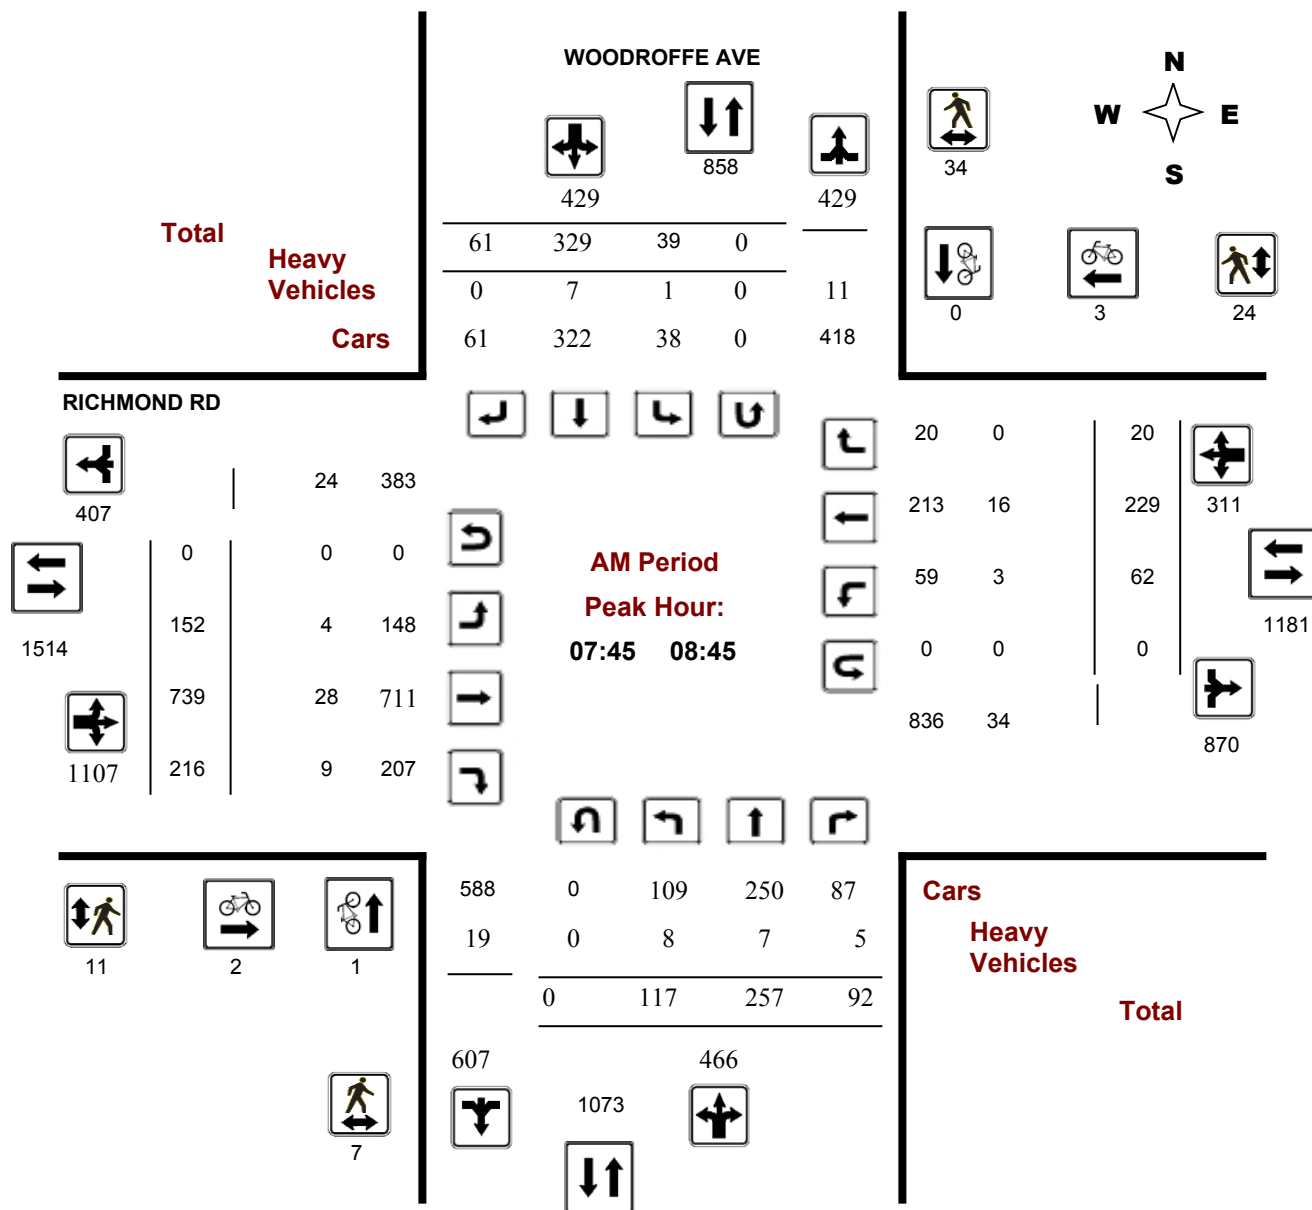 WOODROFFE AVE
N
W E
S
858
34
429 429
Total 61 329 39 0
Heavy
Vehicles 0 7 1 0 11
0 3 24
Cars 61 322 38 0 418
RICHMOND RD
20 0 20
24 383
407
213 16 229 311
0 0 0
AM Period
59 3 62
Peak Hour:
152 4 148
1181
1514
07:45 08:45
0 0 0
739 28 711
836 34
870
1107 216 9 207
588 0 109 250 87 Cars
19 0 8 7 5 Heavy
Vehicles
11 2 1
0 117 257 92
Total
607 466
1073
7